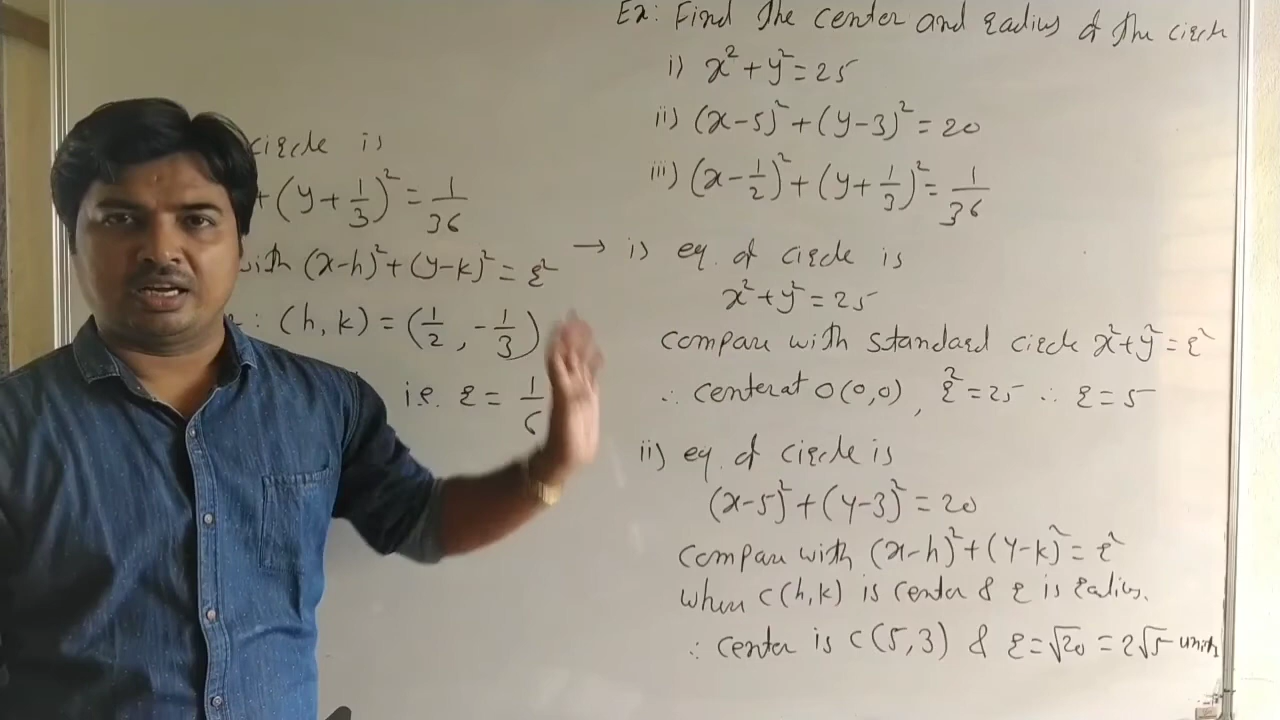 Ex: Find the center and radius of the circle
i) x²+y²=25
ii) (x-5)²+(y-3)²=20
iii) (x-1/2)²+(y+1/3)²=1/36
→ i) eq. of circle is
x²+y²=25
compare with standard circle x²+y²=r²
∴ center at O(0,0), r²=25 ∴ r=5
ii) eq. of circle is
(x-5)²+(y-3)²=20
compare with (x-h)²+(y-k)²=r²
where c(h,k) is center & r is radius.
∴ center is C(5,3) & r=√20=2√5 units
circle is
+(y+1/3)²=1/36
with (x-h)²+(y-k)²=r²
: (h,k)=(1/2,-1/3)
i.e. r=1/6